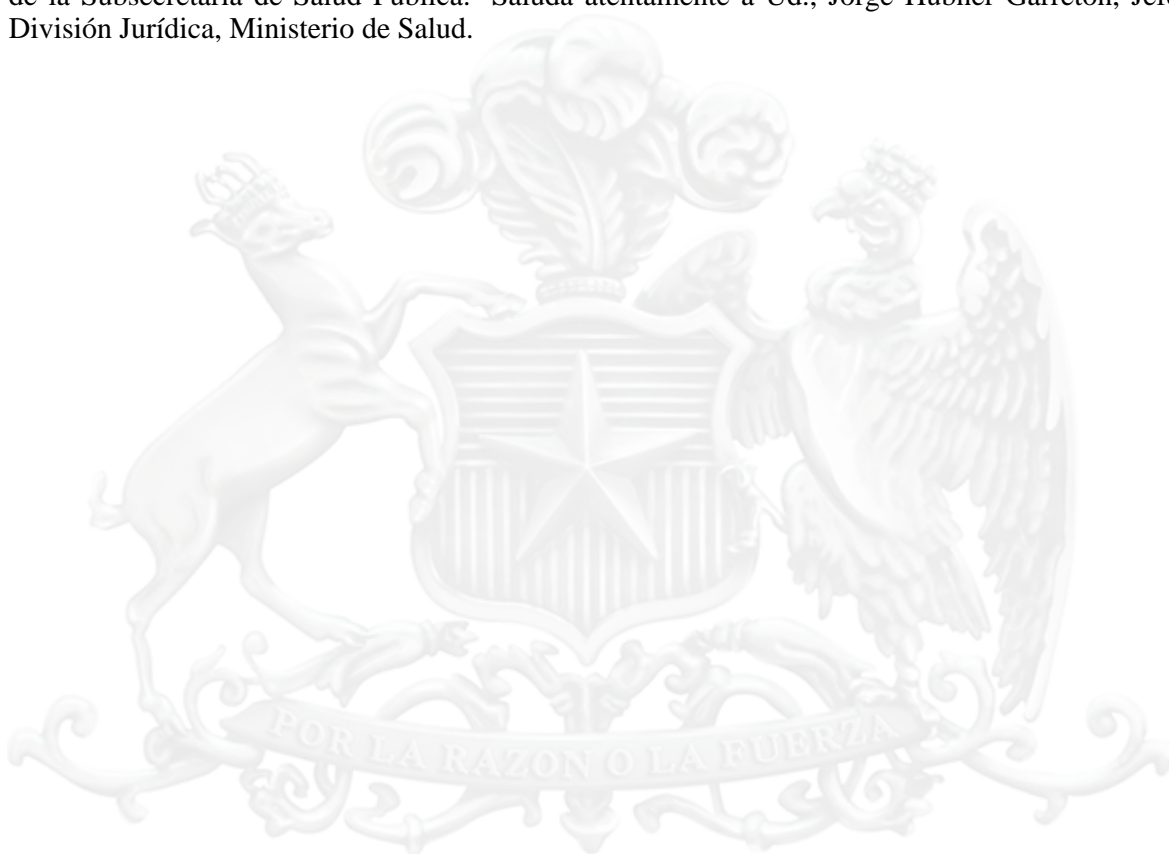 de la Subsecretaría de Salud Pública.- Saluda atentamente a Ud., Jorge Hübner Garretón, Jefe
División Jurídica, Ministerio de Salud.
POR LA RAZON O LA FUERZA